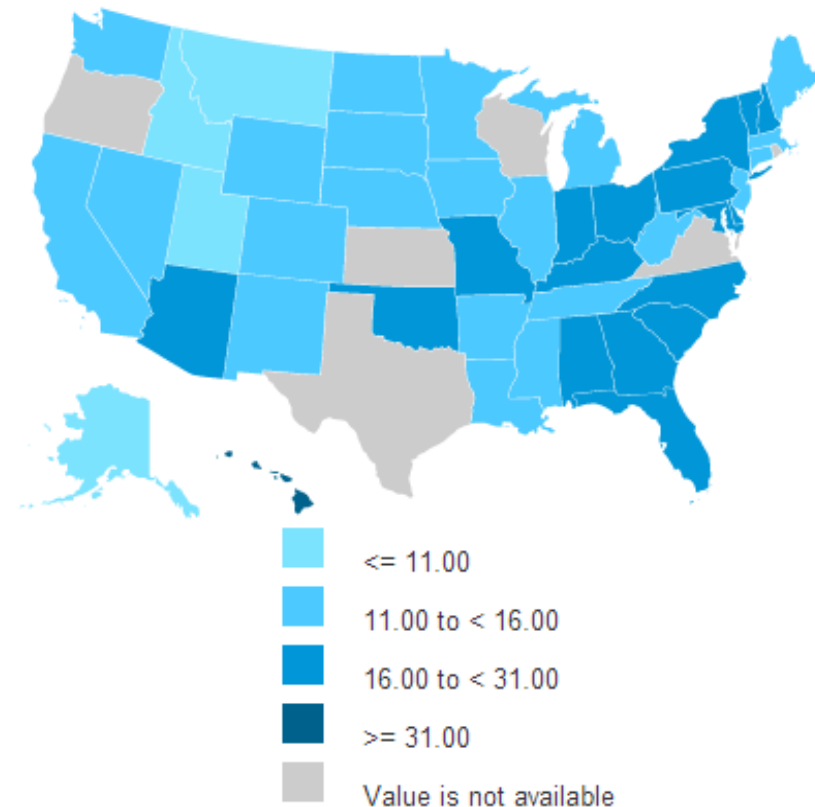 <= 11.00
11.00 to < 16.00
16.00 to < 31.00
>= 31.00
Value is not available